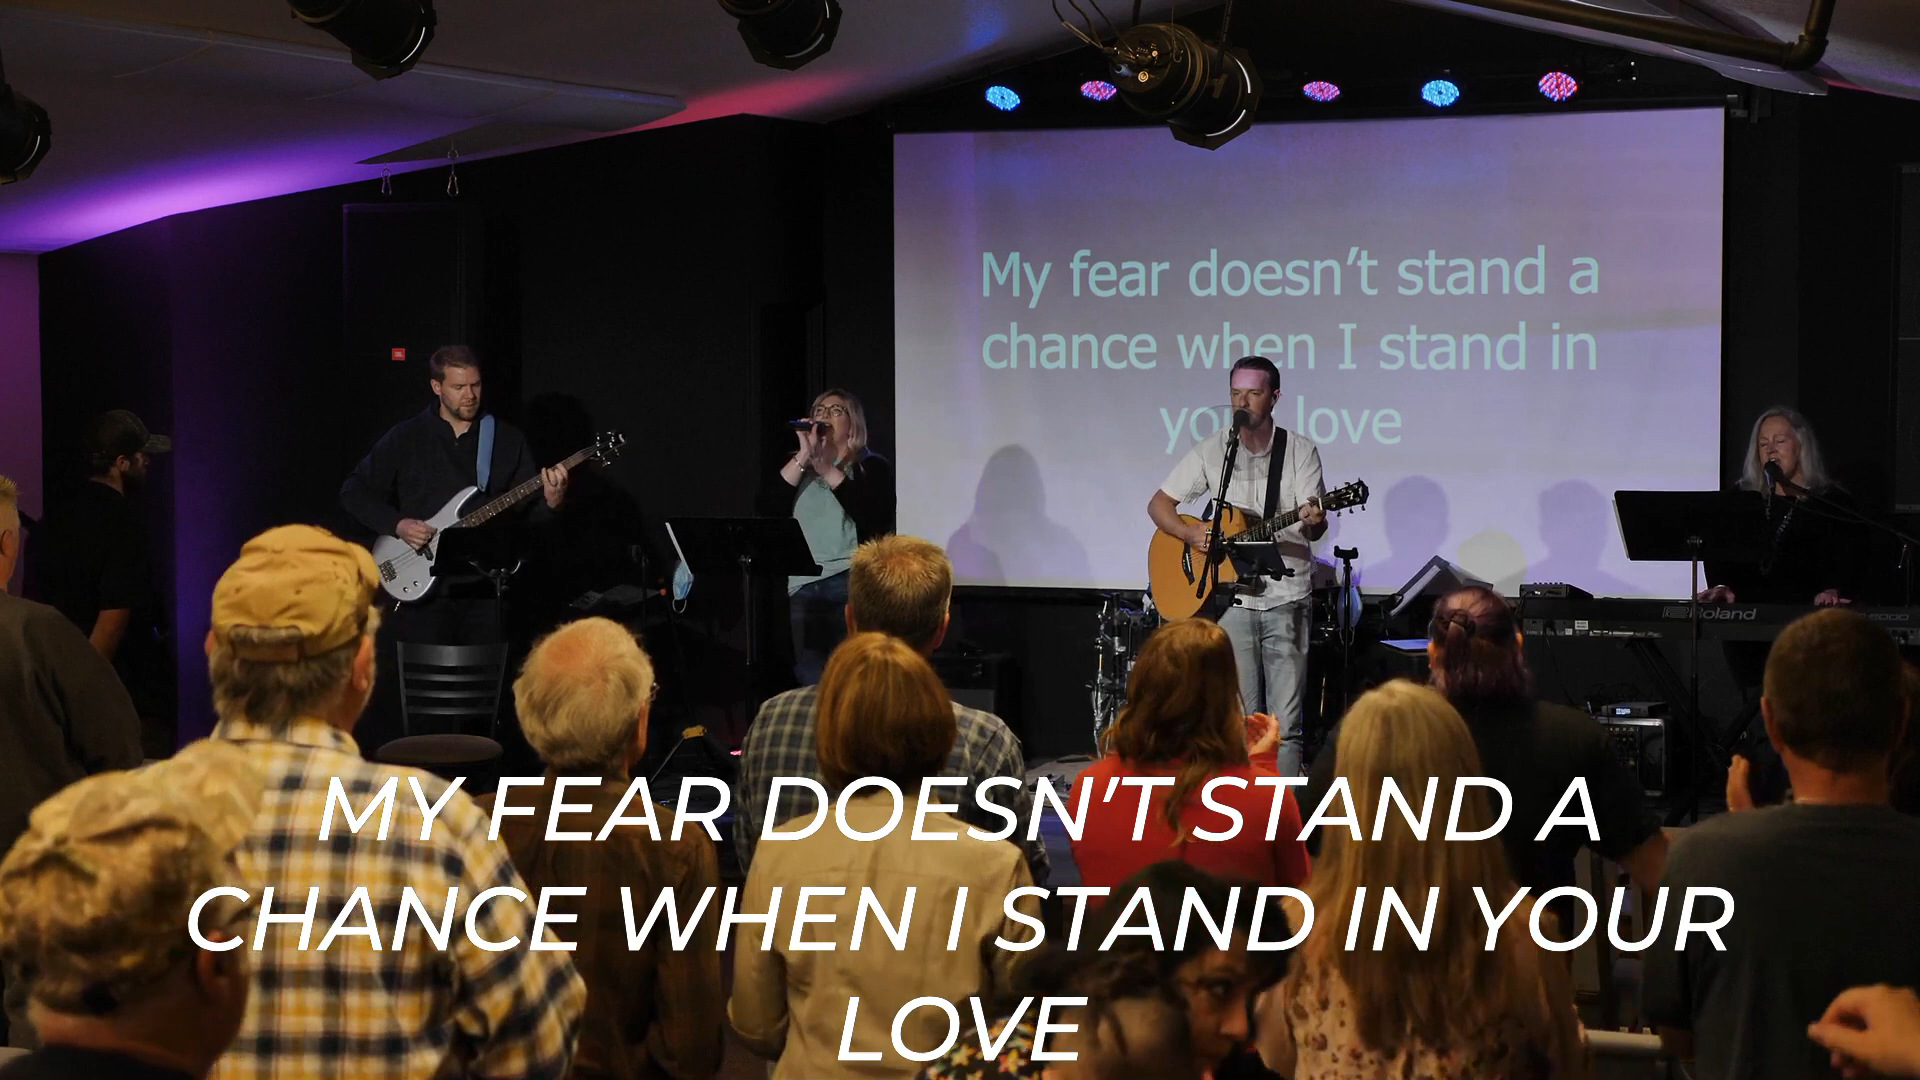 My fear doesn't stand a
chance when I stand in
your love
Roland
MY FEAR DOESN'T STAND A
CHANCE WHEN I STAND IN YOUR
LOVE